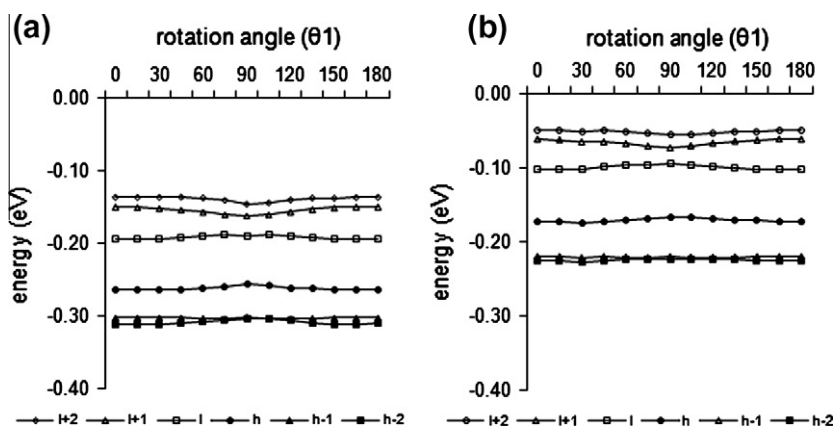 (a)
rotation angle (θ1)
0 30 60 90 120 150 180
0.00
-0.10
-0.20
-0.30
-0.40
energy (eV)
l+2 l+1 l h h-1 h-2
(b)
rotation angle (θ1)
0 30 60 90 120 150 180
0.00
-0.10
-0.20
-0.30
-0.40
energy (eV)
l+2 l+1 l h h-1 h-2